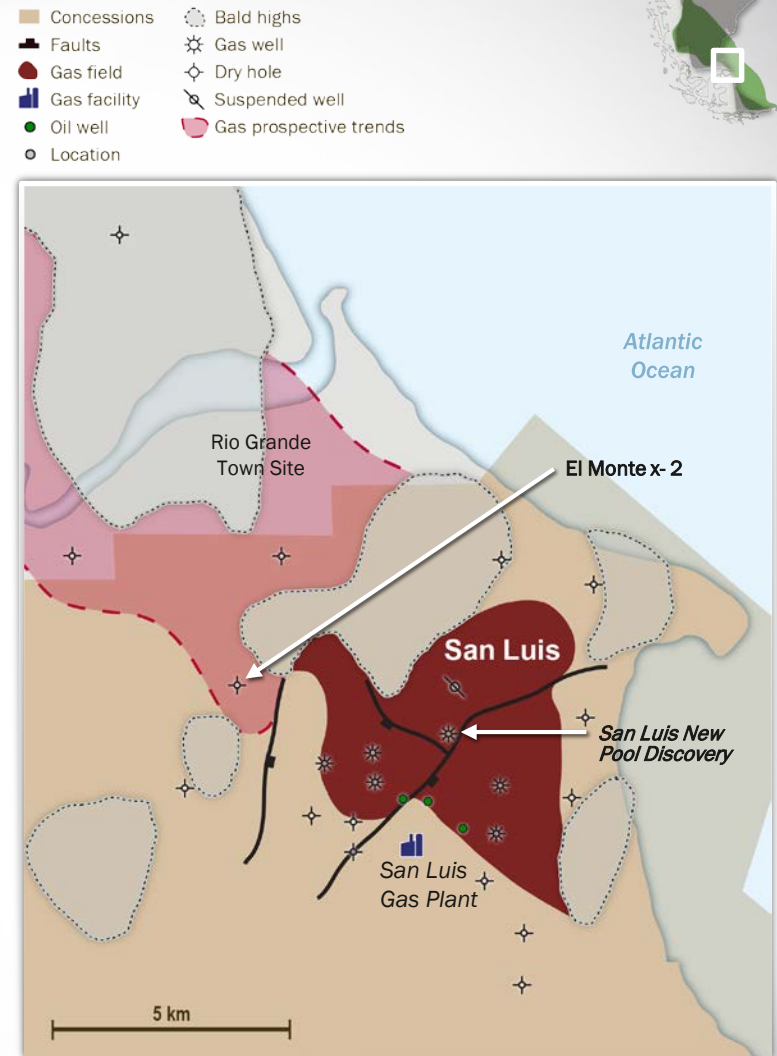 Concessions
Faults
Gas field
Gas facility
Oil well
Location
Bald highs
Gas well
Dry hole
Suspended well
Gas prospective trends
Atlantic
Ocean
Rio Grande
Town Site
El Monte x- 2
San Luis
San Luis New
Pool Discovery
San Luis
Gas Plant
5 km